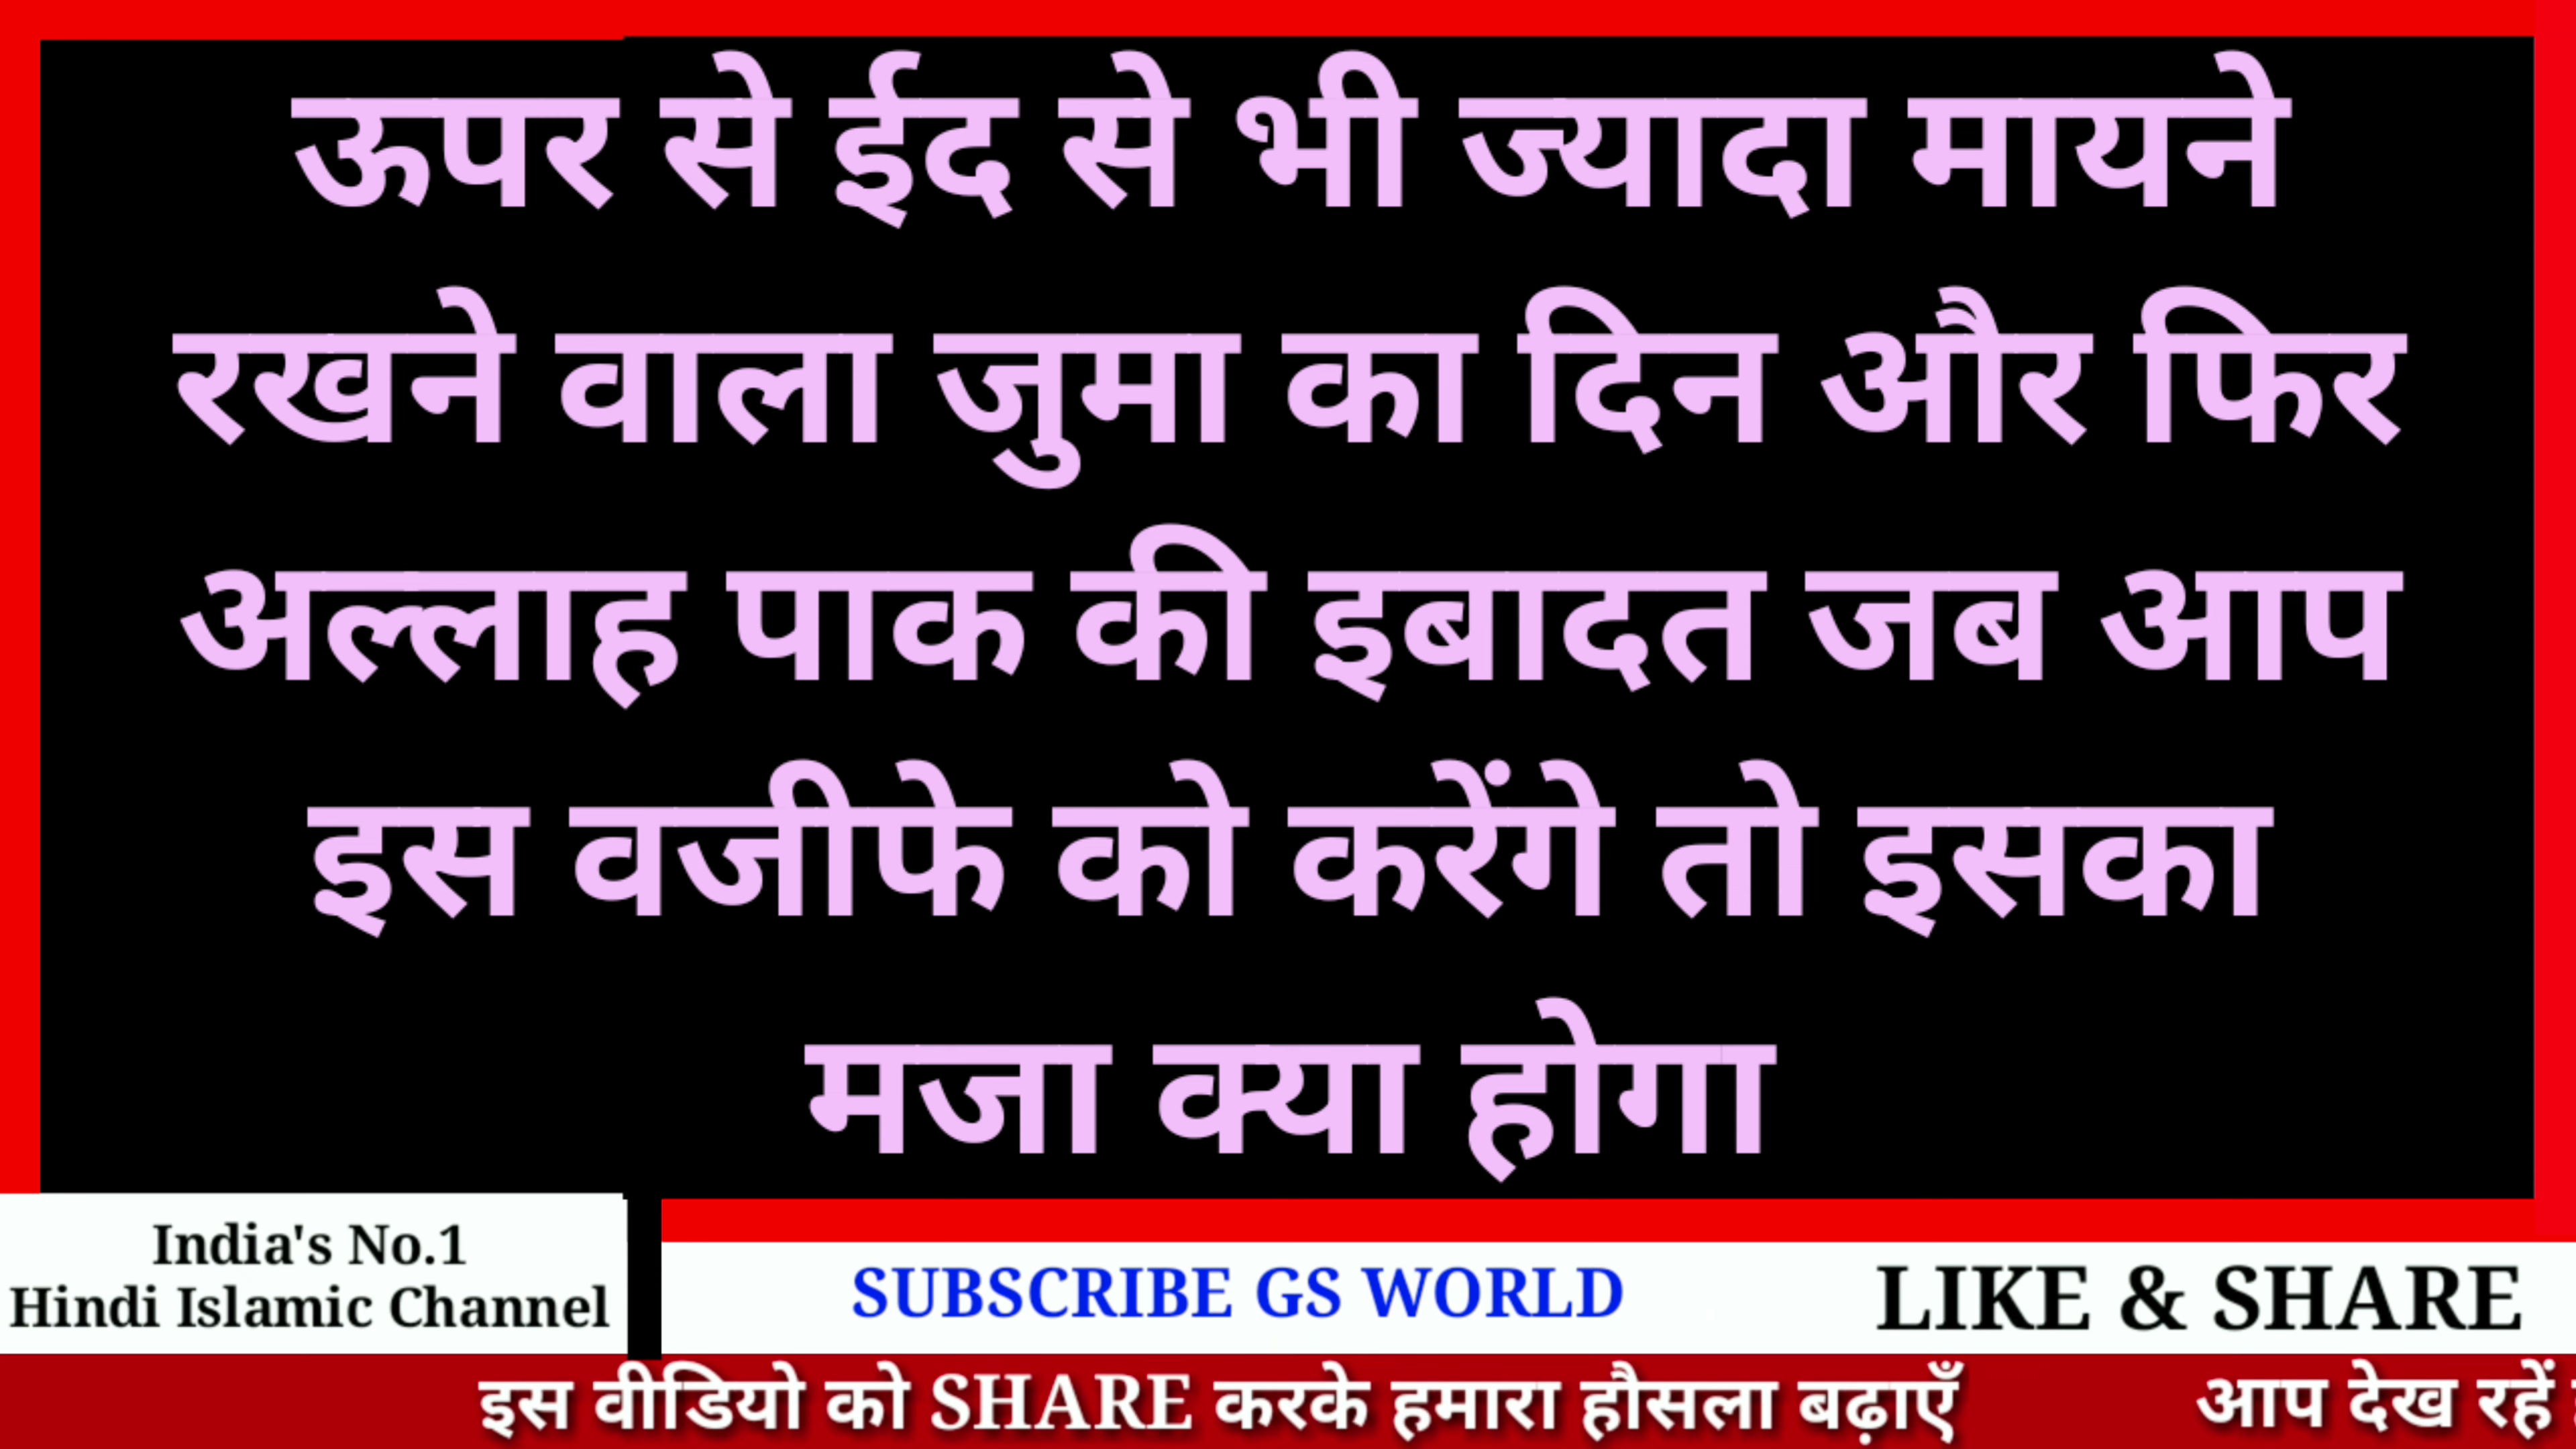 ऊपर से ईद से भी ज्यादा मायने
रखने वाला जुमा का दिन और फिर
अल्लाह पाक की इबादत जब आप
इस वजीफे को करेंगे तो इसका
मजा क्या होगा
India's No.1
Hindi Islamic Channel
SUBSCRIBE GS WORLD
LIKE & SHARE
इस वीडियो को SHARE करके हमारा हौसला बढ़ाएँ
आप देख रहें